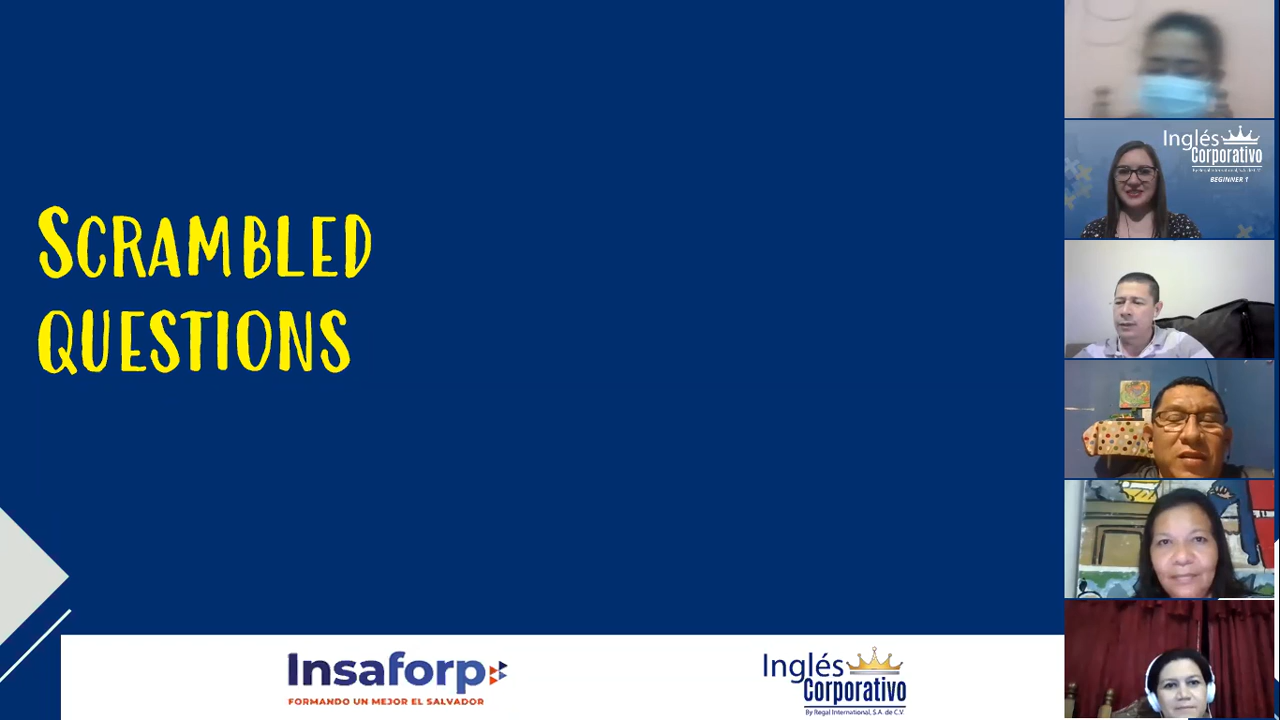 SCRAMBLED
QUESTIONS
Insaforp
FORMANDO UN MEJOR EL SALVADOR
Inglés
Corporativo
By Regal International, S.A. de C.V.
Inglés
Corporativo
BEGINNER 1